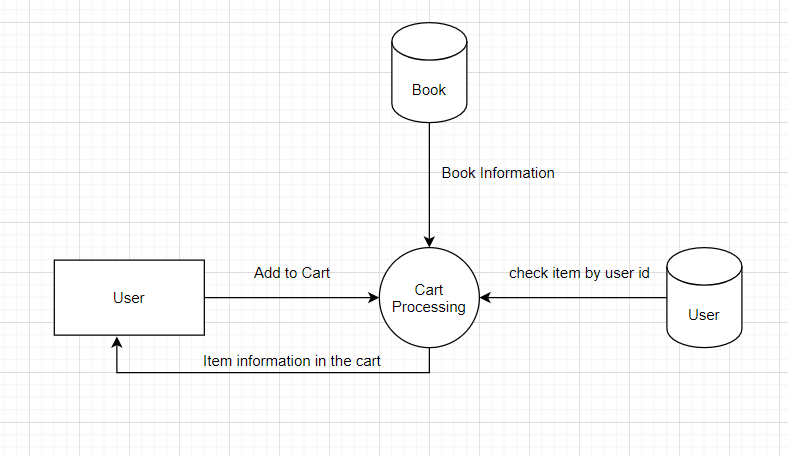 Book
Book Information
Add to Cart
check item by user id
User
Cart
Processing
User
Item information in the cart